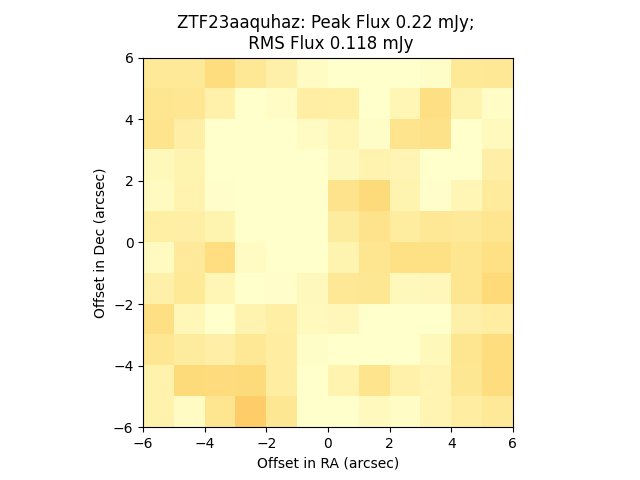 ZTF23aaquhaz: Peak Flux 0.22 mJy;
RMS Flux 0.118 mJy
6
4
2
0
−2
−4
−6
Offset in Dec (arcsec)
−6 −4 −2 0 2 4 6
Offset in RA (arcsec)